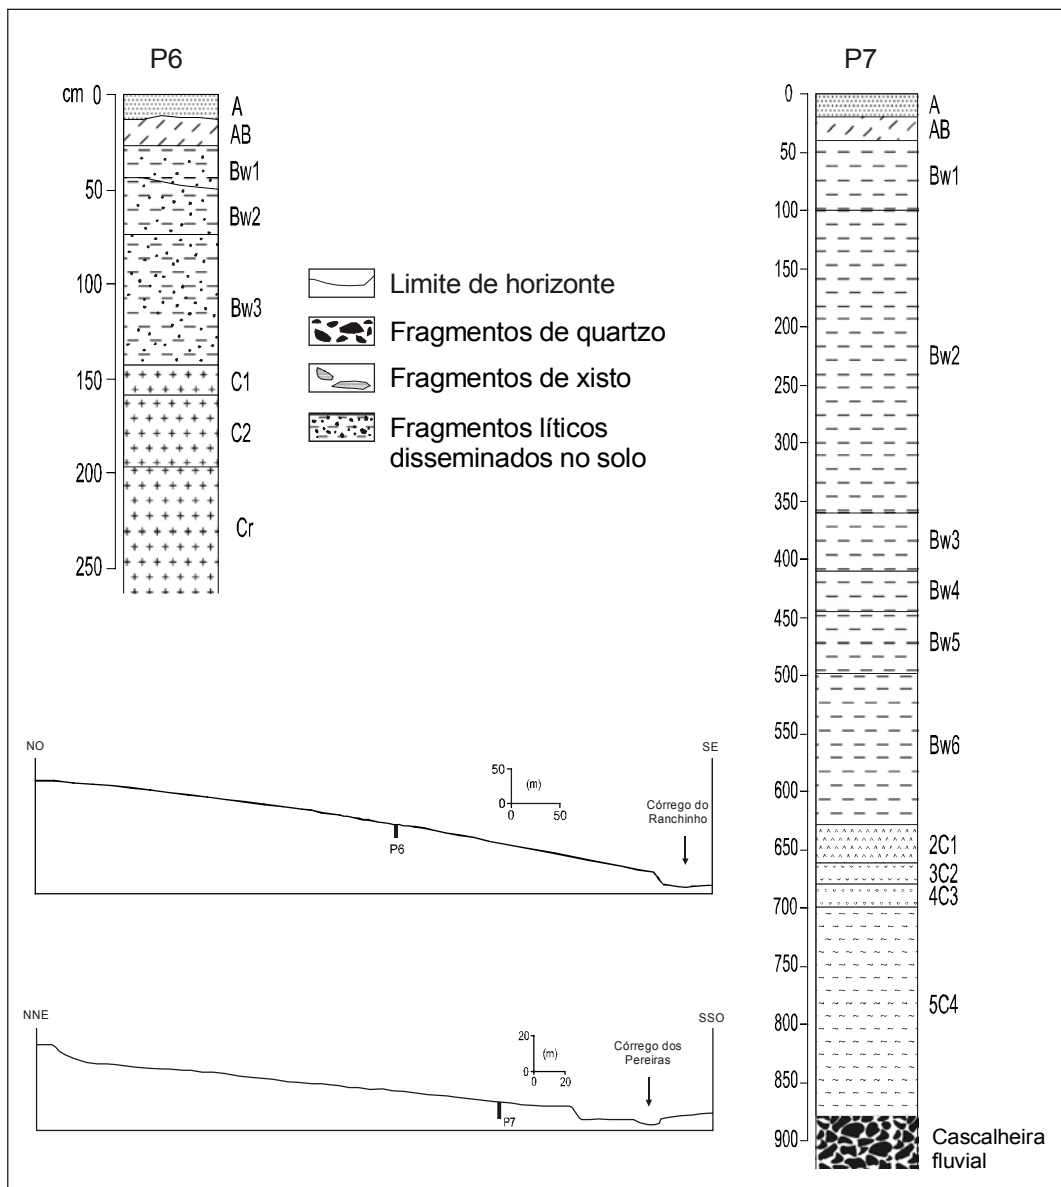 P6
cm 0
50
100
150
200
250
A
AB
Bw1
Bw2
Bw3
C1
C2
Cr
Limite de horizonte
Fragmentos de quartzo
Fragmentos de xisto
Fragmentos líticos
disseminados no solo
P7
0
50
100
150
200
250
300
350
400
450
500
550
600
650
700
750
800
850
900
A
AB
Bw1
Bw2
Bw3
Bw4
Bw5
Bw6
2C1
3C2
4C3
5C4
Cascalheira
fluvial
NO
SE
50
(m)
0
0 50
Córrego do
Ranchinho
P6
NNE
SSO
20
(m)
0
0 20
Córrego dos
Pereiras
P7